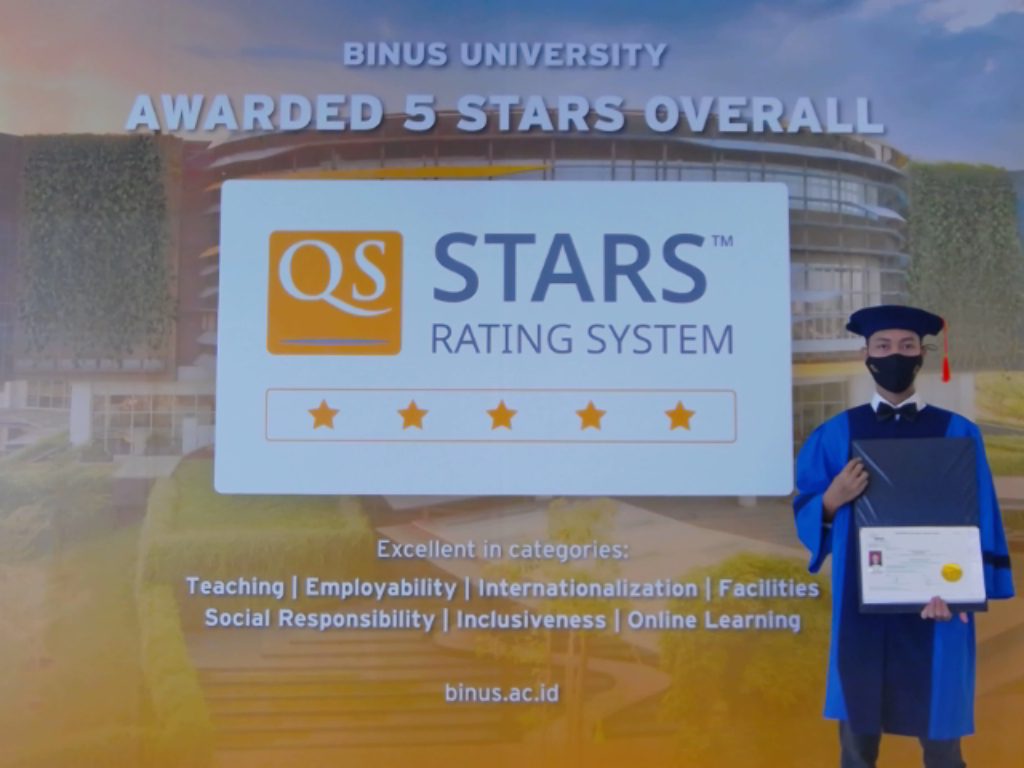 BINUS UNIVERSITY
AWARDED 5 STARS OVERALL
QS STARS™
RATING SYSTEM
Excellent in categories:
Teaching | Employability | Internationalization | Facilities
Social Responsibility | Inclusiveness | Online Learning
binus.ac.id